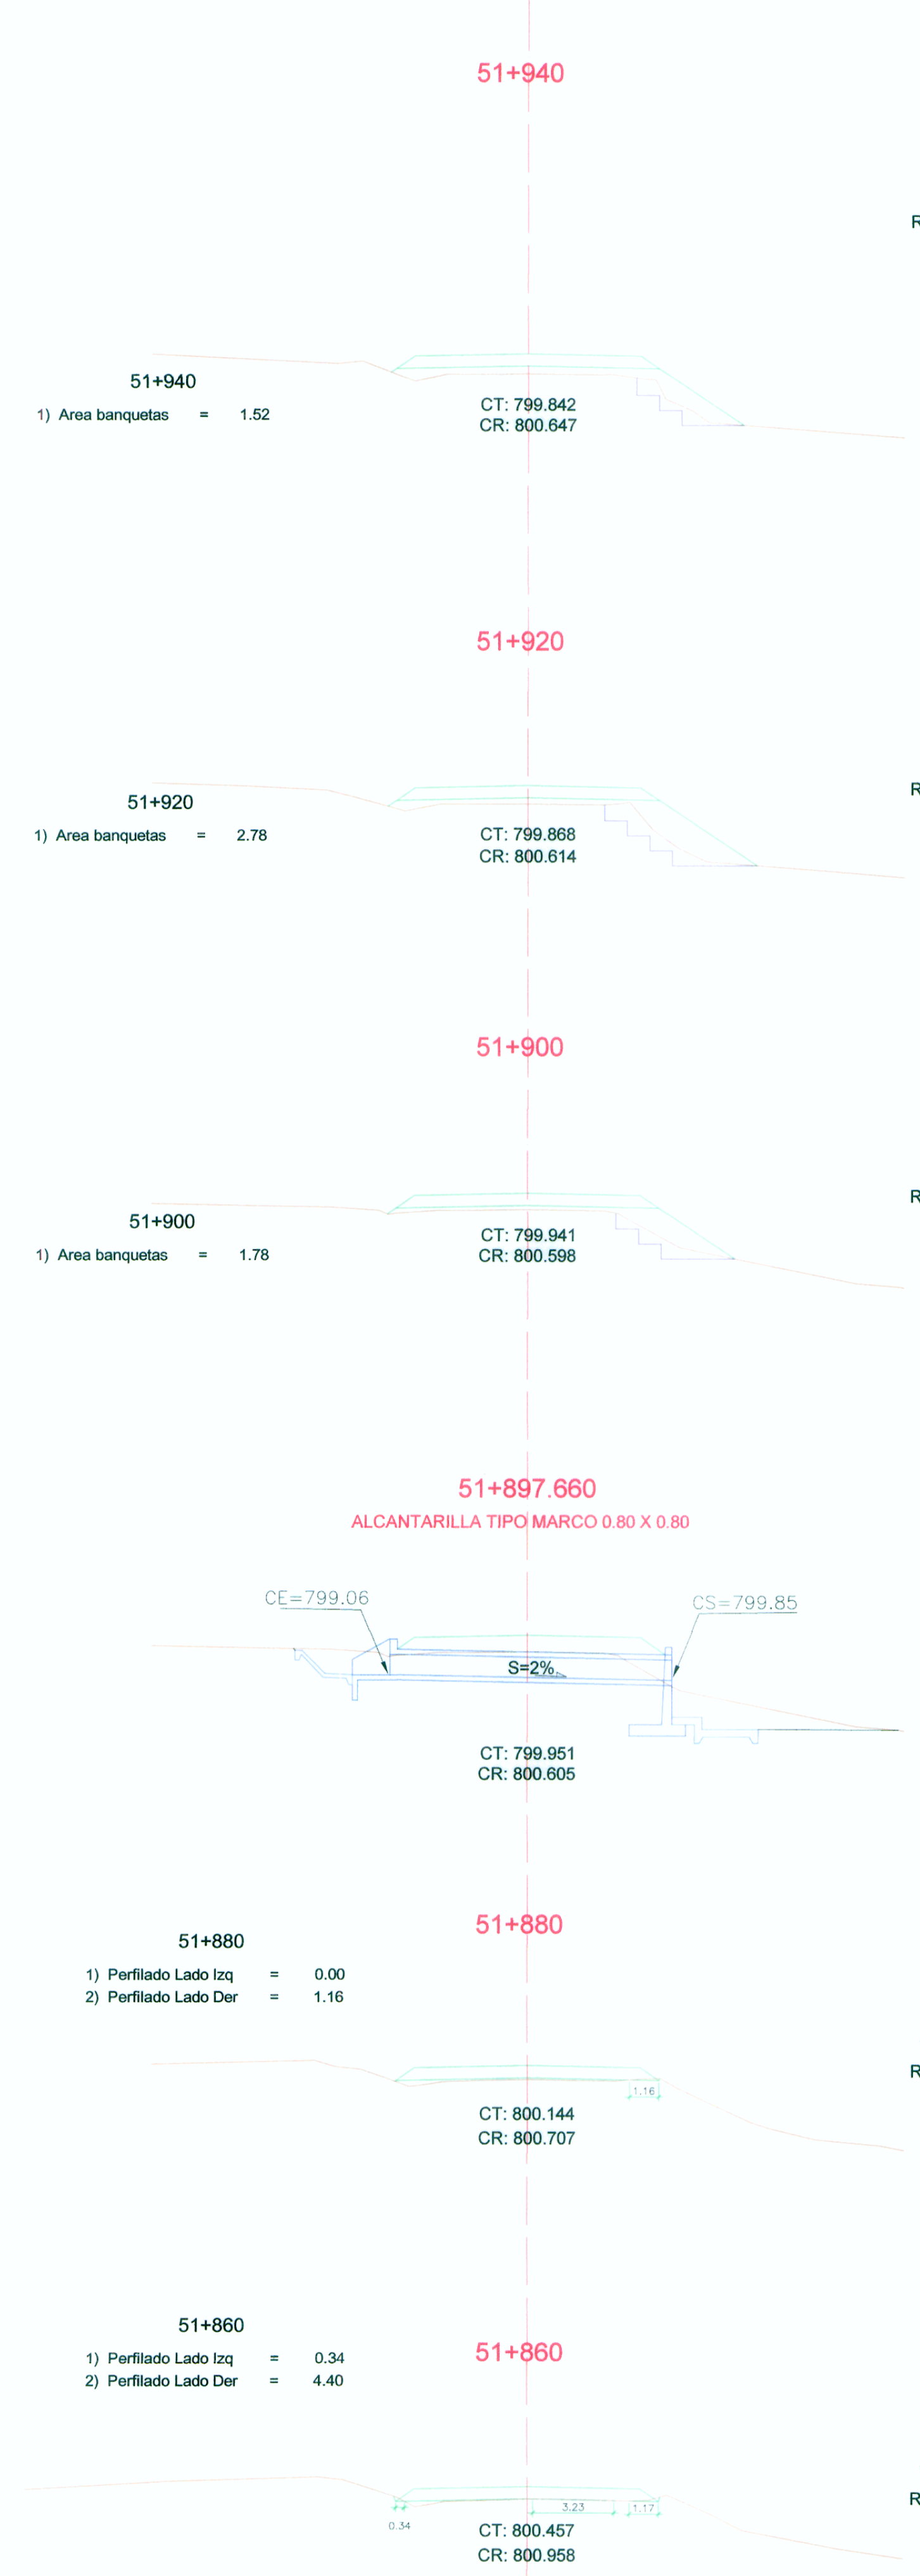 51+940
R
51+940
1) Area banquetas = 1.52
CT: 799.842
CR: 800.647
51+920
R
51+920
1) Area banquetas = 2.78
CT: 799.868
CR: 800.614
51+900
R
51+900
1) Area banquetas = 1.78
CT: 799.941
CR: 800.598
51+897.660
ALCANTARILLA TIPO MARCO 0.80 X 0.80
CE=799.06
CS=799.85
S=2%
CT: 799.951
CR: 800.605
51+880
51+880
1) Perfilado Lado Izq = 0.00
2) Perfilado Lado Der = 1.16
R
1.16
CT: 800.144
CR: 800.707
51+860
51+860
1) Perfilado Lado Izq = 0.34
2) Perfilado Lado Der = 4.40
R
3.23
1.17
0.34
CT: 800.457
CR: 800.958